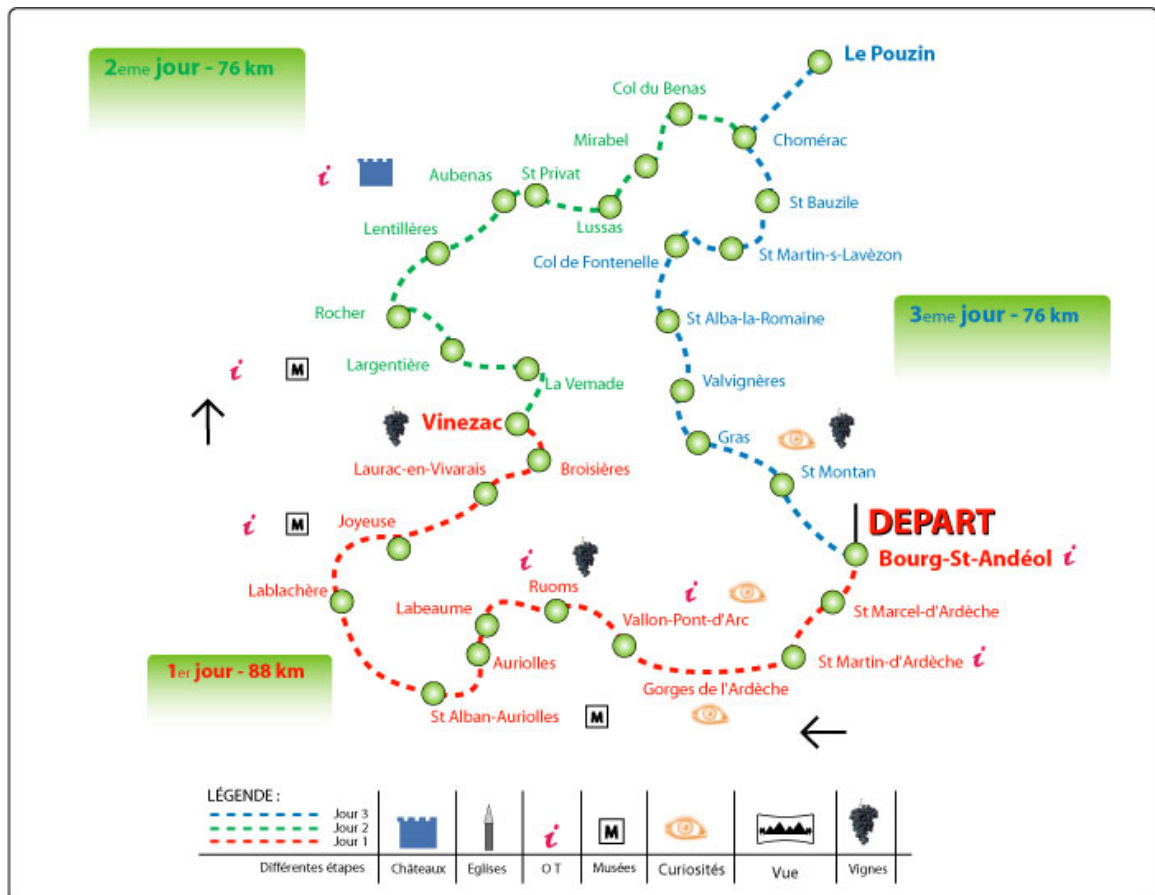 2eme jour - 76 km
Le Pouzin
Col du Benas
Chomérac
Mirabel
Aubenas
St Privat
St Bauzile
Lussas
Lentillères
Col de Fontenelle
St Martin-s-Lavèzon
3eme jour - 76 km
Rocher
St Alba-la-Romaine
M
Largentière
La Vernade
Valvignères
Vinezac
Gras
Laurac-en-Vivarais
Broisières
St Montan
i
i
i
M
Joyeuse
DEPART
Bourg-St-Andéol i
Lablachère
i
Ruoms
St Marcel-d'Ardèche
Labeaume
i
Vallon-Pont-d'Arc
1er jour - 88 km
Auriolles
St Martin-d'Ardèche i
Gorges de l'Ardèche
St Alban-Auriolles
M
LÉGENDE :
Jour 3
Jour 2
Jour 1
i
M
Différentes étapes
Châteaux
Eglises
O T
Musées
Curiosités
Vue
Vignes